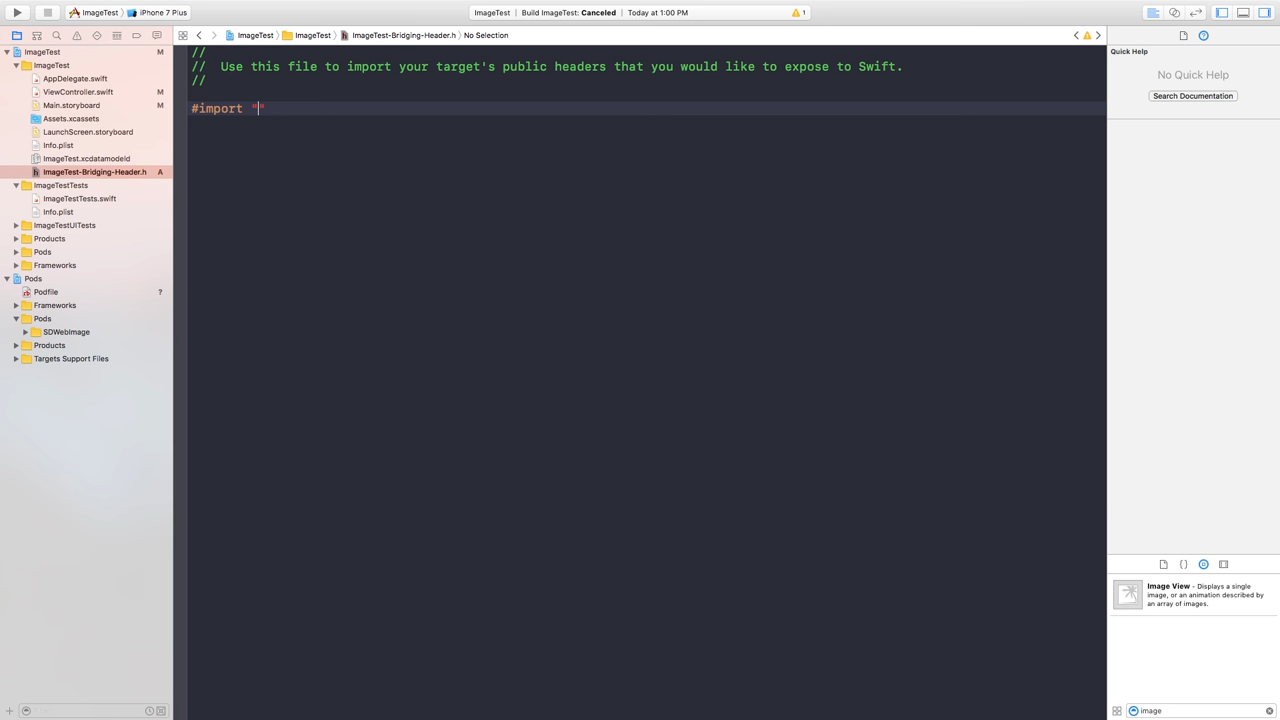 ImageTest
iPhone 7 Plus
ImageTest | Build ImageTest: Canceled | Today at 1:00 PM
1
ImageTest
ImageTest
ImageTest-Bridging-Header.h
No Selection
ImageTest M
ImageTest
AppDelegate.swift
ViewController.swift M
Main.storyboard M
Assets.xcassets
LaunchScreen.storyboard
Info.plist
ImageTest.xcdatamodeld
ImageTest-Bridging-Header.h A
ImageTestTests
ImageTestTests.swift
Info.plist
ImageTestUITests
Products
Pods
Frameworks
Pods
Podfile ?
Frameworks
Pods
SDWebImage
Products
Targets Support Files
//
// Use this file to import your target's public headers that you would like to expose to Swift.
//
#import ""
Quick Help
No Quick Help
Search Documentation
Image View - Displays a single
image, or an animation described by
an array of images.
image